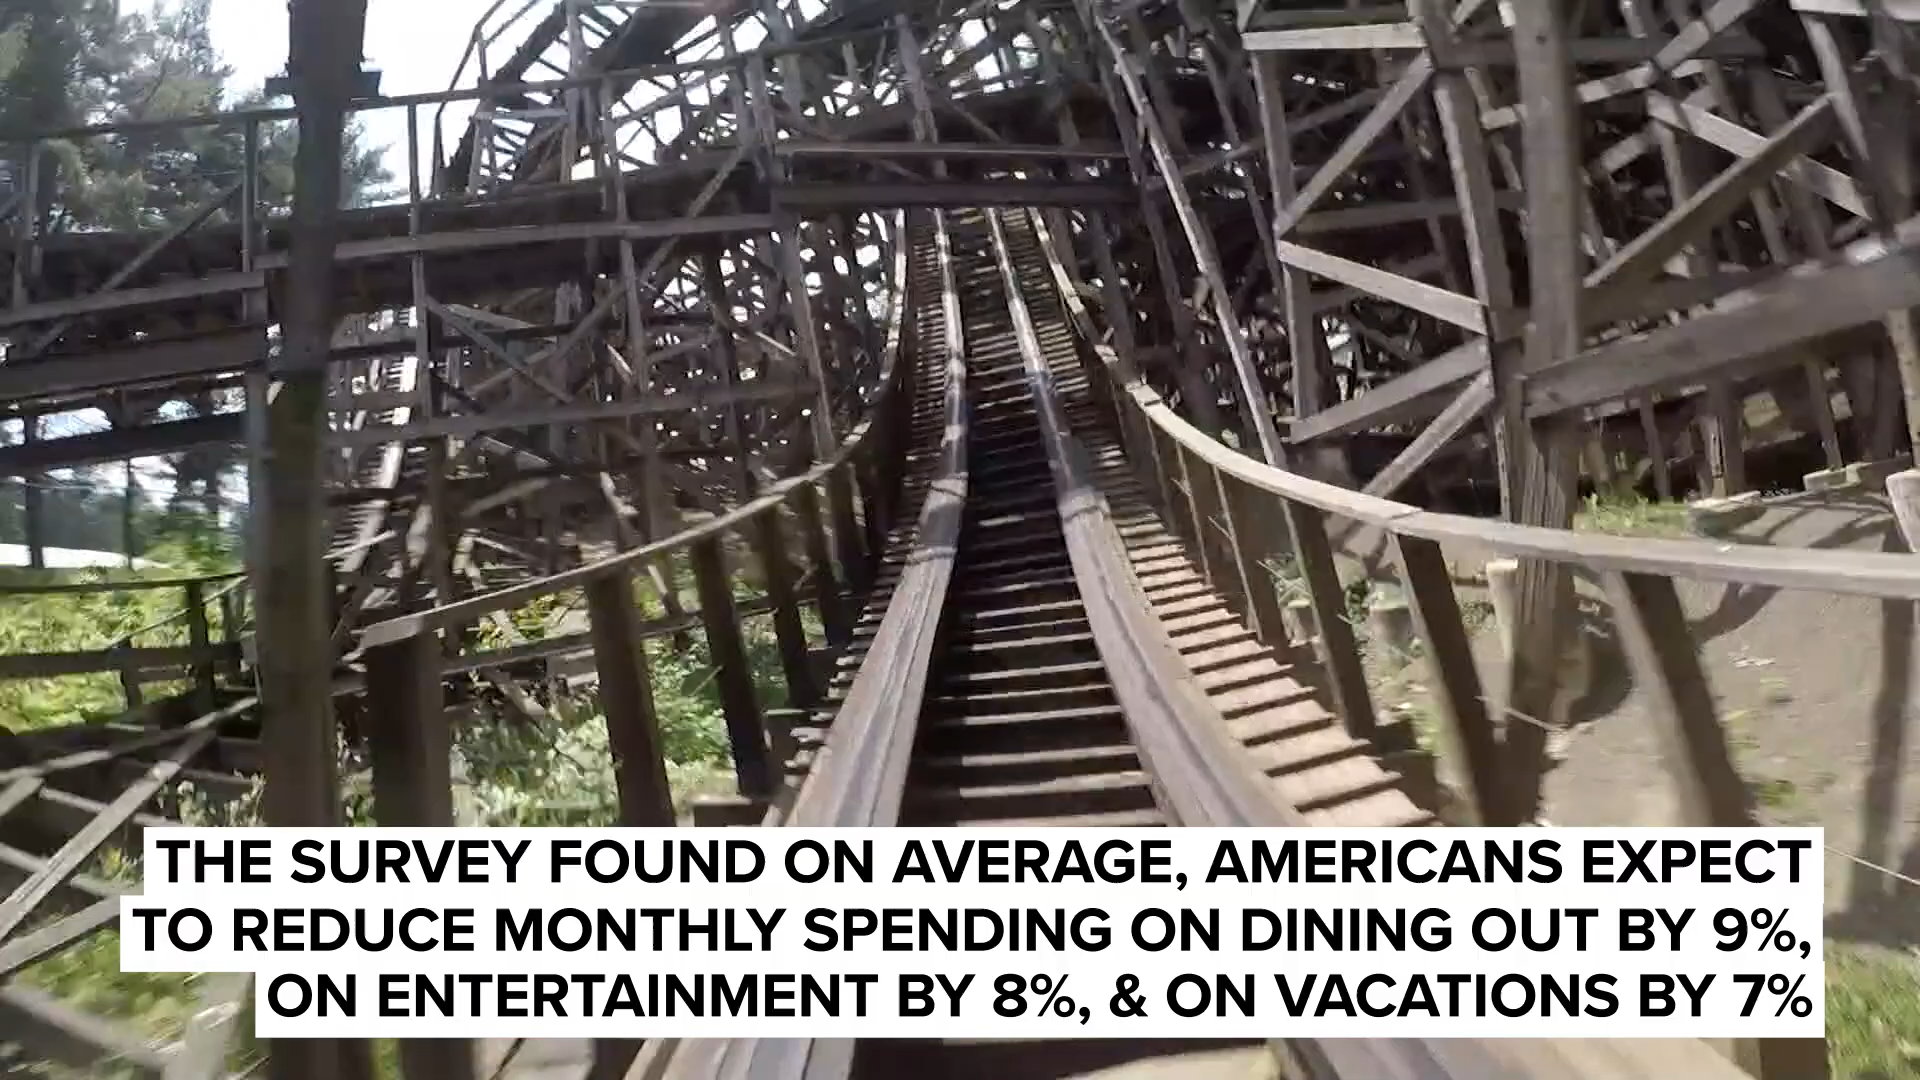 THE SURVEY FOUND ON AVERAGE, AMERICANS EXPECT
TO REDUCE MONTHLY SPENDING ON DINING OUT BY 9%,
ON ENTERTAINMENT BY 8%, & ON VACATIONS BY 7%